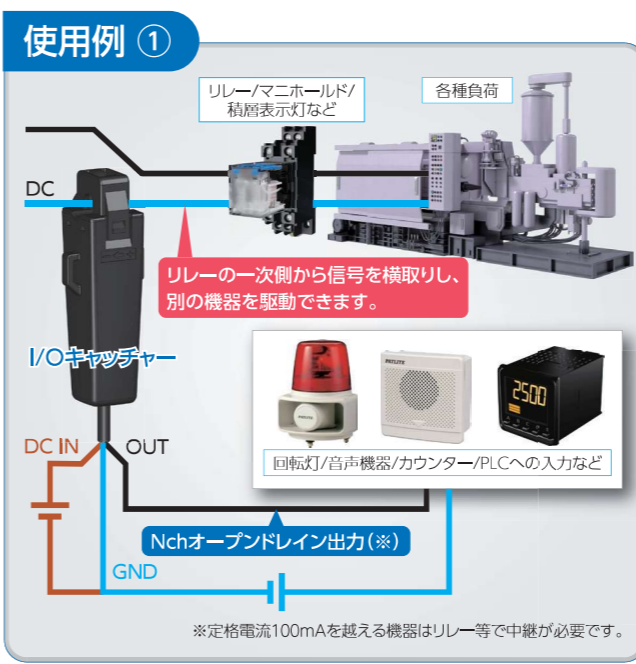 使用例 ①
リレー/マニホールド/
積層表示灯など
各種負荷
DC
リレーの一次側から信号を横取りし、
別の機器を駆動できます。
I/Oキャッチャー
PATLITE
2500
DC IN
OUT
回転灯/音声機器/カウンター/PLCへの入力など
Nchオープンドレイン出力(※)
GND
※定格電流100mAを越える機器はリレー等で中継が必要です。